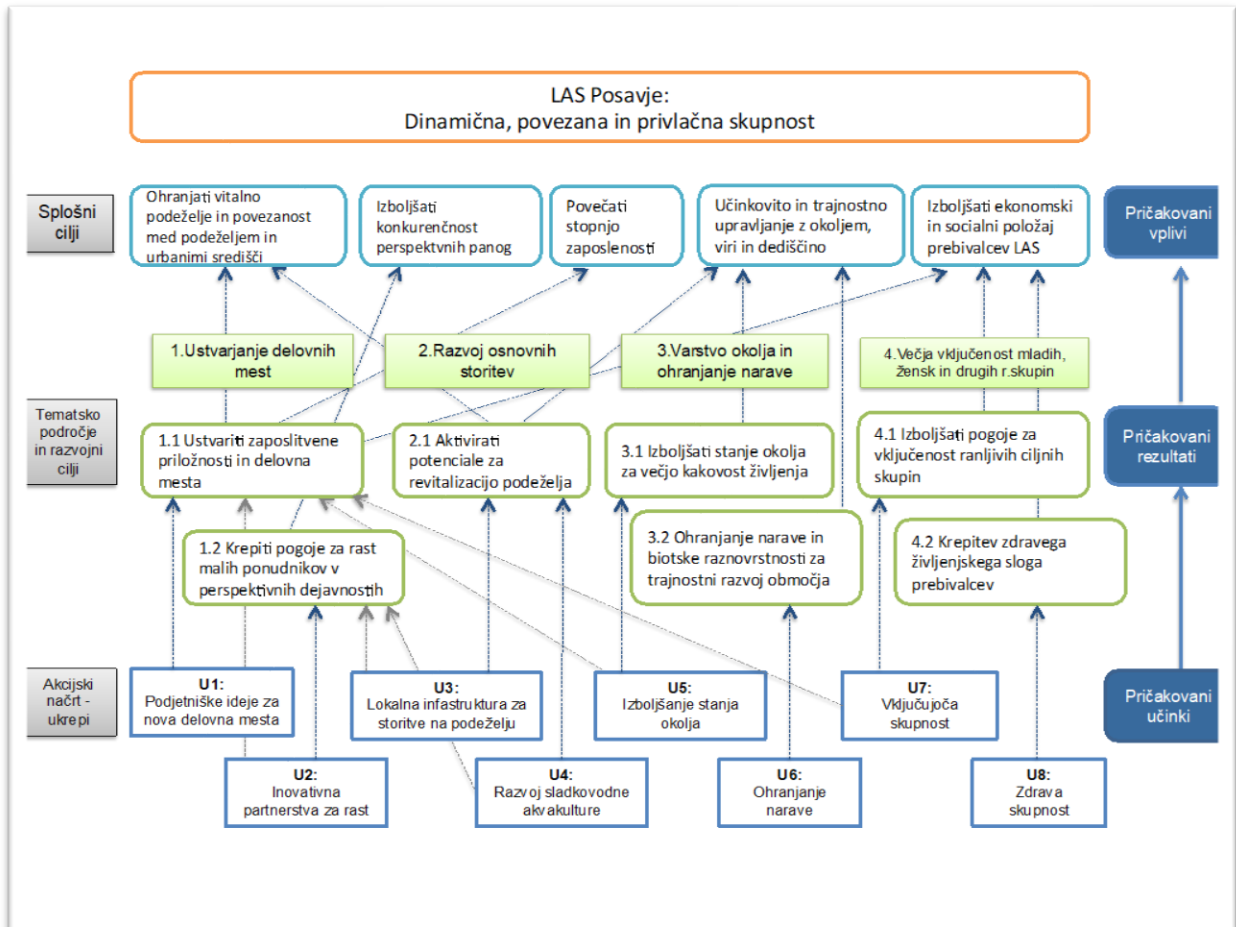 LAS Posavje:
Dinamična, povezana in privlačna skupnost
Splošni
cilji
Ohranjati vitalno
podeželje in povezanost
med podeželjem in
urbanimi središči
Izboljšati
konkurenčnost
perspektvnih panog
Povečati
stopnjo
zaposlenosti
Učinkovito in trajnostno
upravljanje z okoljem,
viri in dediščino
Izboljšati ekonomski
in socialni položaj
prebivalcev LAS
Pričakovani
vplivi
1.Ustvarjanje delovnih
mest
2.Razvoj osnovnih
storitev
3.Varstvo okolja in
ohranjanje narave
4.Večja vključenost mladih,
žensk in drugih r.skupin
Tematsko
področje
in razvojni
cilji
1.1 Ustvariti zaposlitvene
priložnosti in delovna
mesta
2.1 Aktivirati
potenciale za
revitalizacijo podeželja
3.1 Izboljšati stanje okolja
za večjo kakovost življenja
4.1 Izboljšati pogoje za
vključenost ranljivih ciljnih
skupin
Pričakovani
rezultati
1.2 Krepiti pogoje za rast
malih ponudnikov v
perspektivnih dejavnostih
3.2 Ohranjanje narave in
biotske raznovrstnosti za
trajnostni razvoj območja
4.2 Krepitev zdravega
življenjskega sloga
prebivalcev
Akcijski
načrt -
ukrepi
U1:
Podjetniške ideje za
nova delovna mesta
U3:
Lokalna infastruktura za
storitve na podeželju
U5:
Izboljšanje stanja
okolja
U7:
Vključujoča
skupnost
Pričakovani
učinki
U2:
Inovativna
partnerstva za rast
U4:
Razvoj sladkovodne
akvakulture
U6:
Ohranjanje
narave
U8:
Zdrava
skupnost